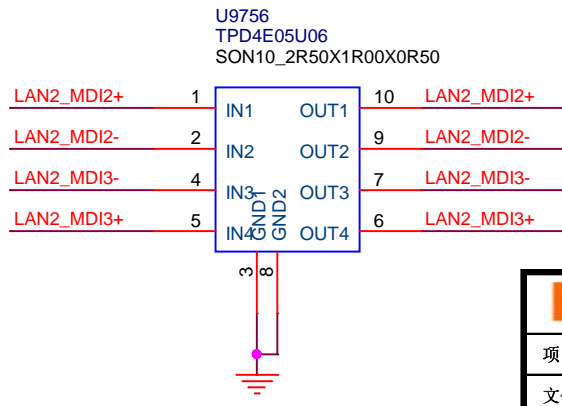 U9756
TPD4E05U06
SON10_2R50X1R00X0R50
LAN2_MDI2+ 1 IN1 OUT1 10 LAN2_MDI2+
LAN2_MDI2- 2 IN2 OUT2 9 LAN2_MDI2-
LAN2_MDI3- 4 IN3 OUT3 7 LAN2_MDI3-
LAN2_MDI3+ 5 IN4 OUT4 6 LAN2_MDI3+
GND1 GND2
3 8
项